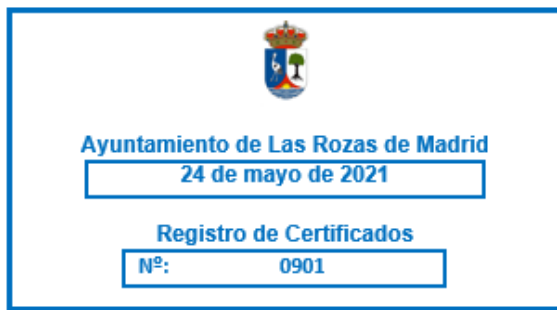 Ayuntamiento de Las Rozas de Madrid
24 de mayo de 2021
Registro de Certificados
Nº: 0901